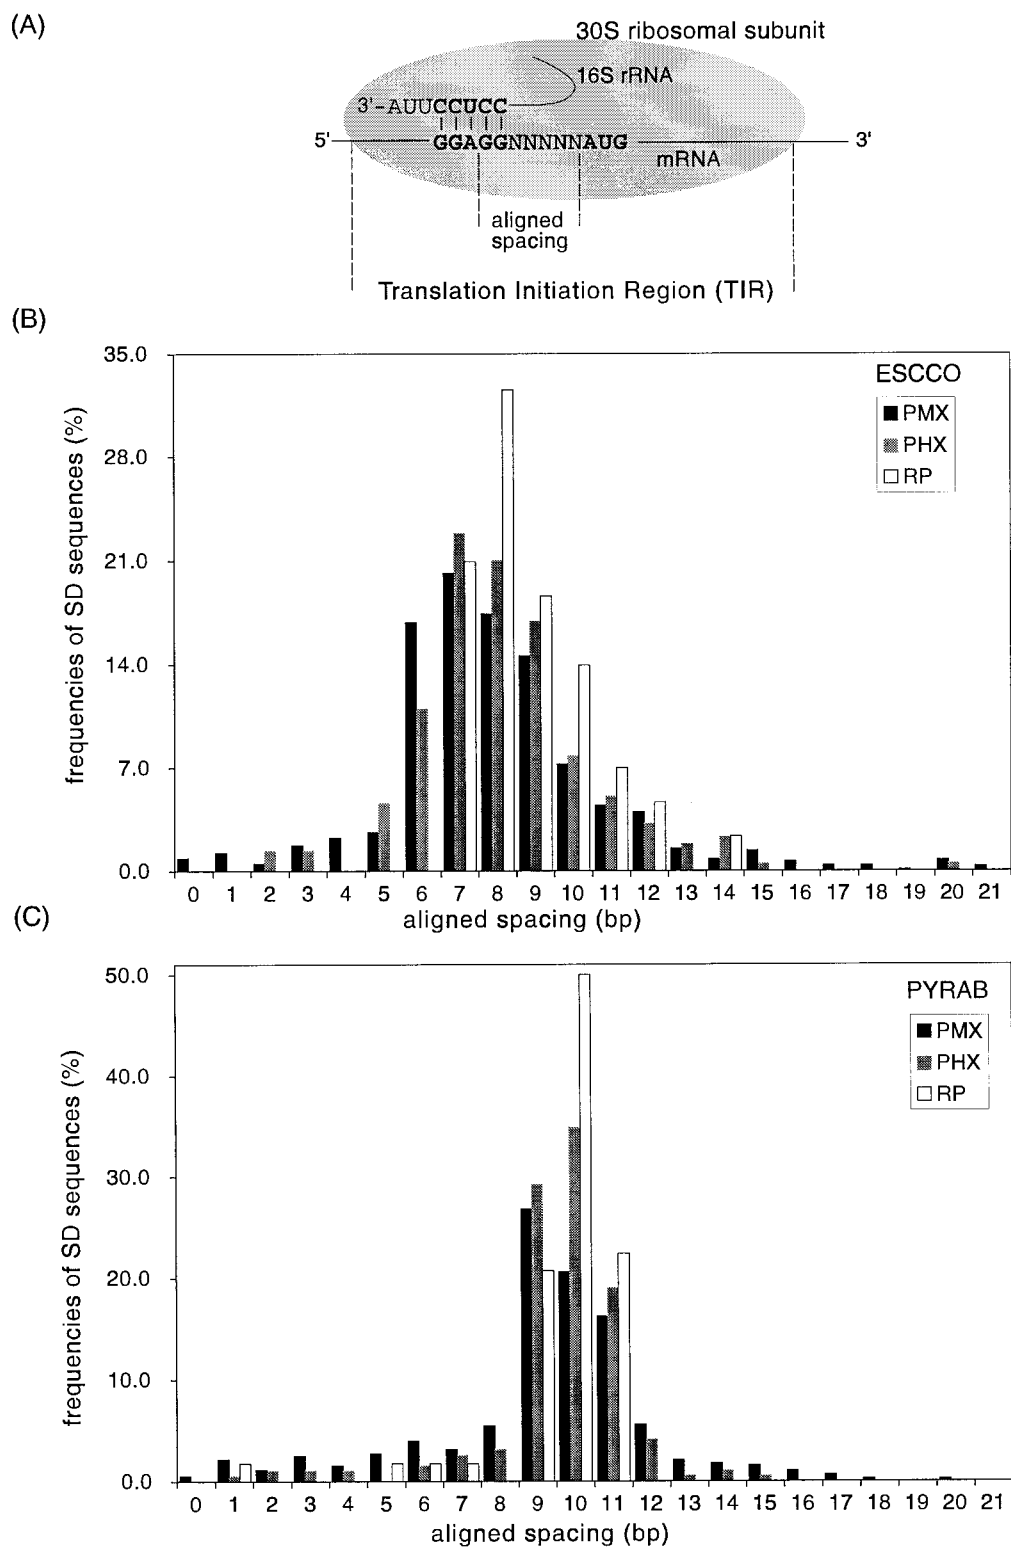 (A)
30S ribosomal subunit
16S rRNA
3'-AUUCCUCC
5'
GGAGGNNNNNAUG
3'
mRNA
aligned
spacing
Translation Initiation Region (TIR)
(B)
ESCCO
PMX
PHX
RP
frequencies of SD sequences (%)
35.0
28.0
21.0
14.0
7.0
0.0
0 1 2 3 4 5 6 7 8 9 10 11 12 13 14 15 16 17 18 19 20 21
aligned spacing (bp)
(C)
PYRAB
PMX
PHX
RP
frequencies of SD sequences (%)
50.0
40.0
30.0
20.0
10.0
0.0
0 1 2 3 4 5 6 7 8 9 10 11 12 13 14 15 16 17 18 19 20 21
aligned spacing (bp)